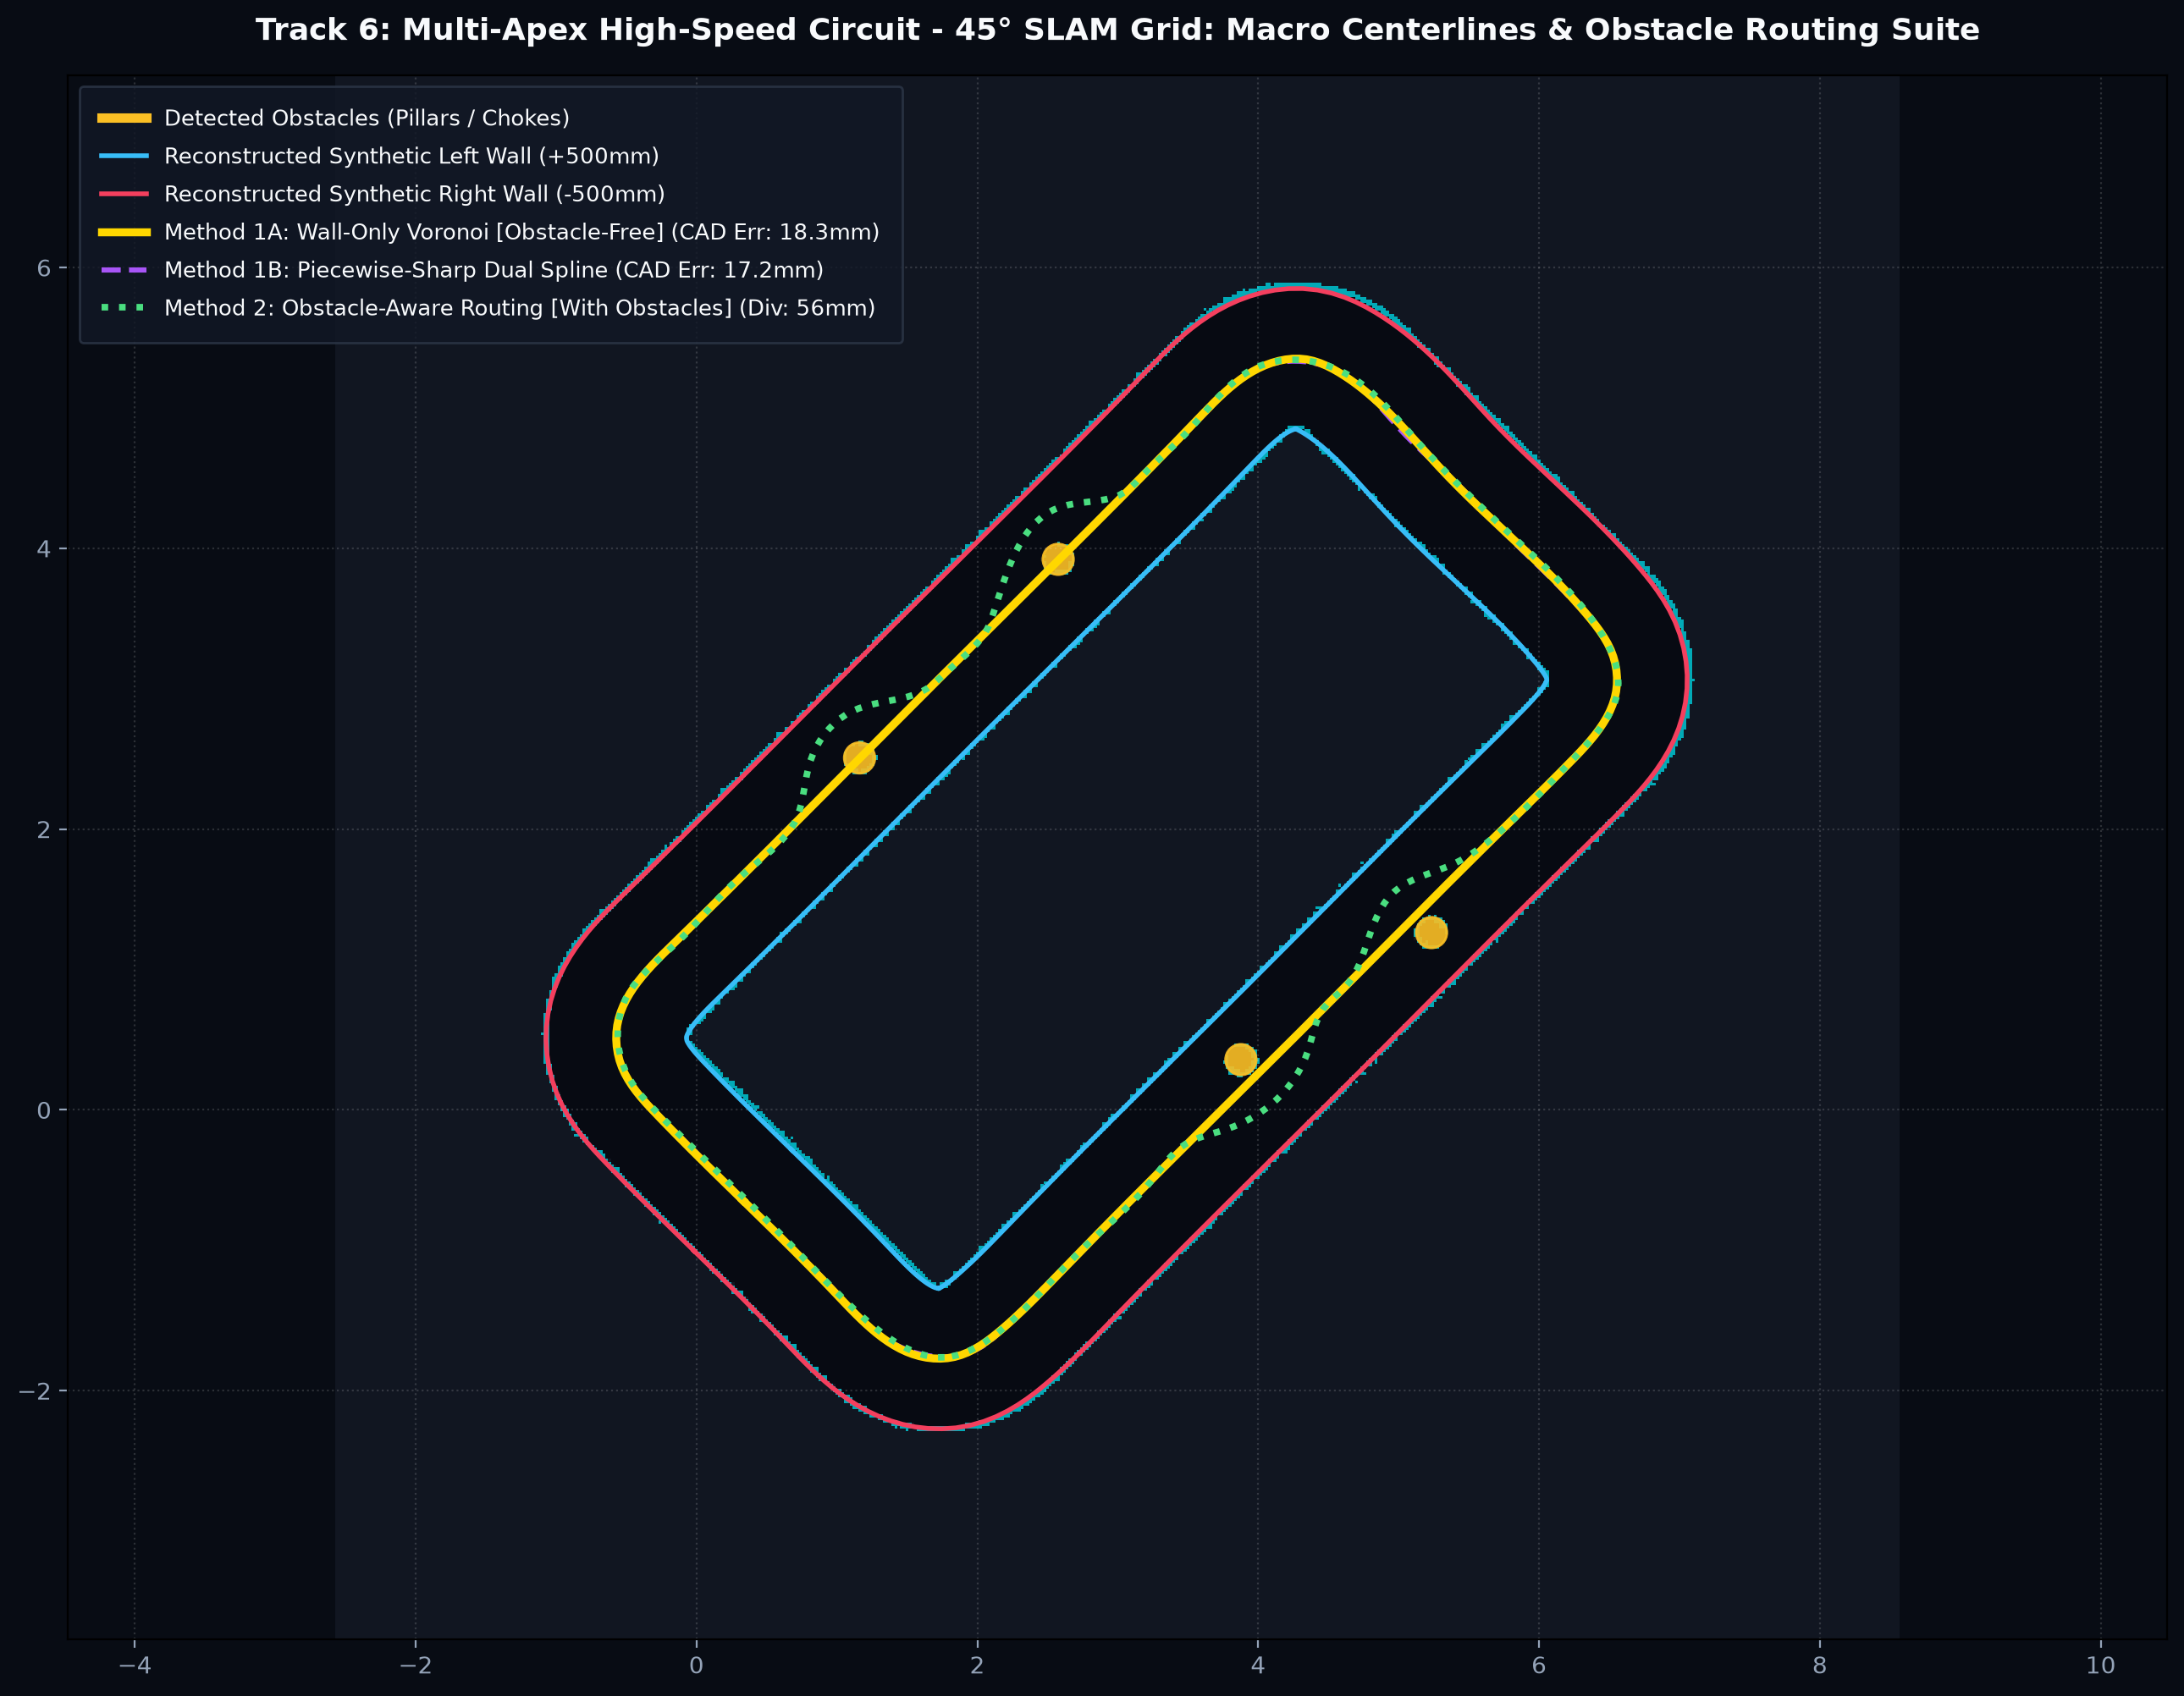 Track 6: Multi-Apex High-Speed Circuit - 45° SLAM Grid: Macro Centerlines & Obstacle Routing Suite
Detected Obstacles (Pillars / Chokes)
Reconstructed Synthetic Left Wall (+500mm)
Reconstructed Synthetic Right Wall (-500mm)
Method 1A: Wall-Only Voronoi [Obstacle-Free] (CAD Err: 18.3mm)
Method 1B: Piecewise-Sharp Dual Spline (CAD Err: 17.2mm)
Method 2: Obstacle-Aware Routing [With Obstacles] (Div: 56mm)
6
4
2
0
−2
−4 −2 0 2 4 6 8 10